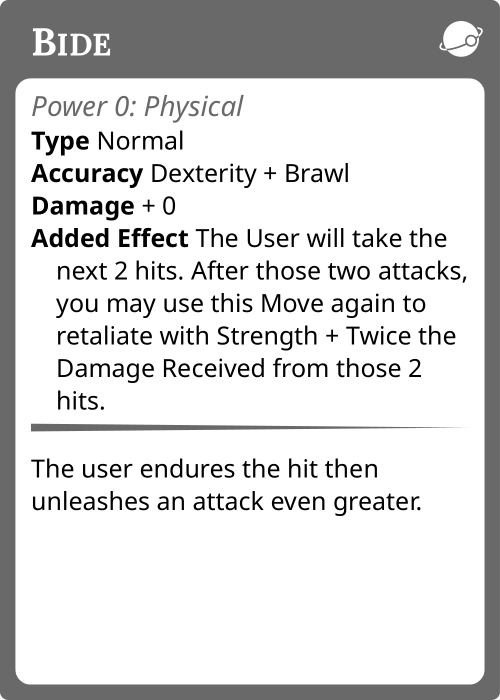 BIDE
Power 0: Physical
Type Normal
Accuracy Dexterity + Brawl
Damage + 0
Added Effect The User will take the
next 2 hits. After those two attacks,
you may use this Move again to
retaliate with Strength + Twice the
Damage Received from those 2
hits.
The user endures the hit then
unleashes an attack even greater.